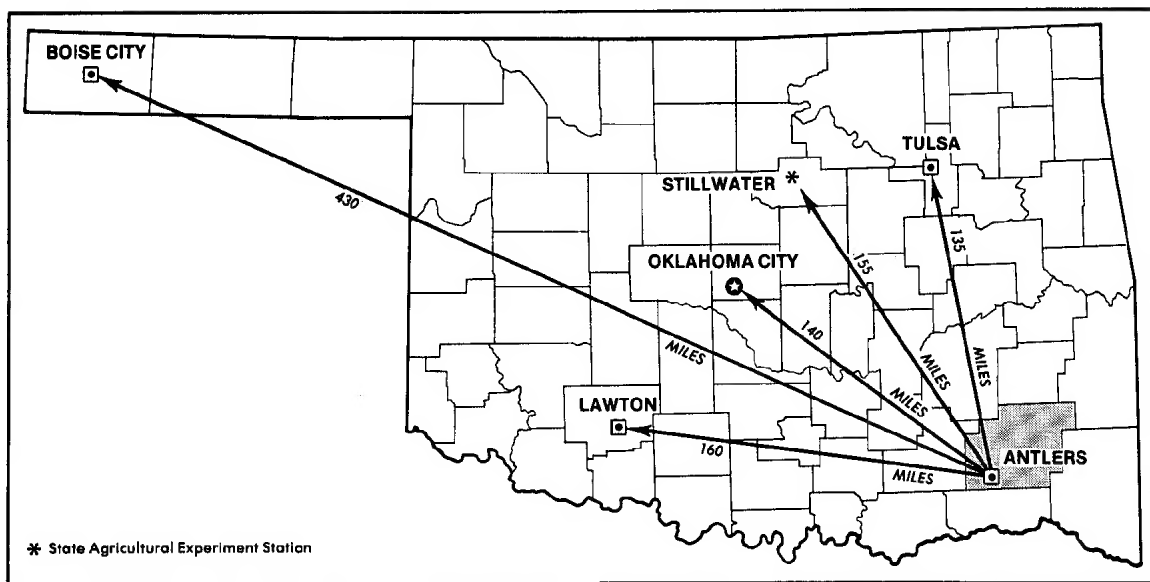 BOISE CITY
TULSA
STILLWATER *
430
155
135
OKLAHOMA CITY
140
MILES
MILES
MILES
MILES
LAWTON
160
MILES
ANTLERS
* State Agricultural Experiment Station